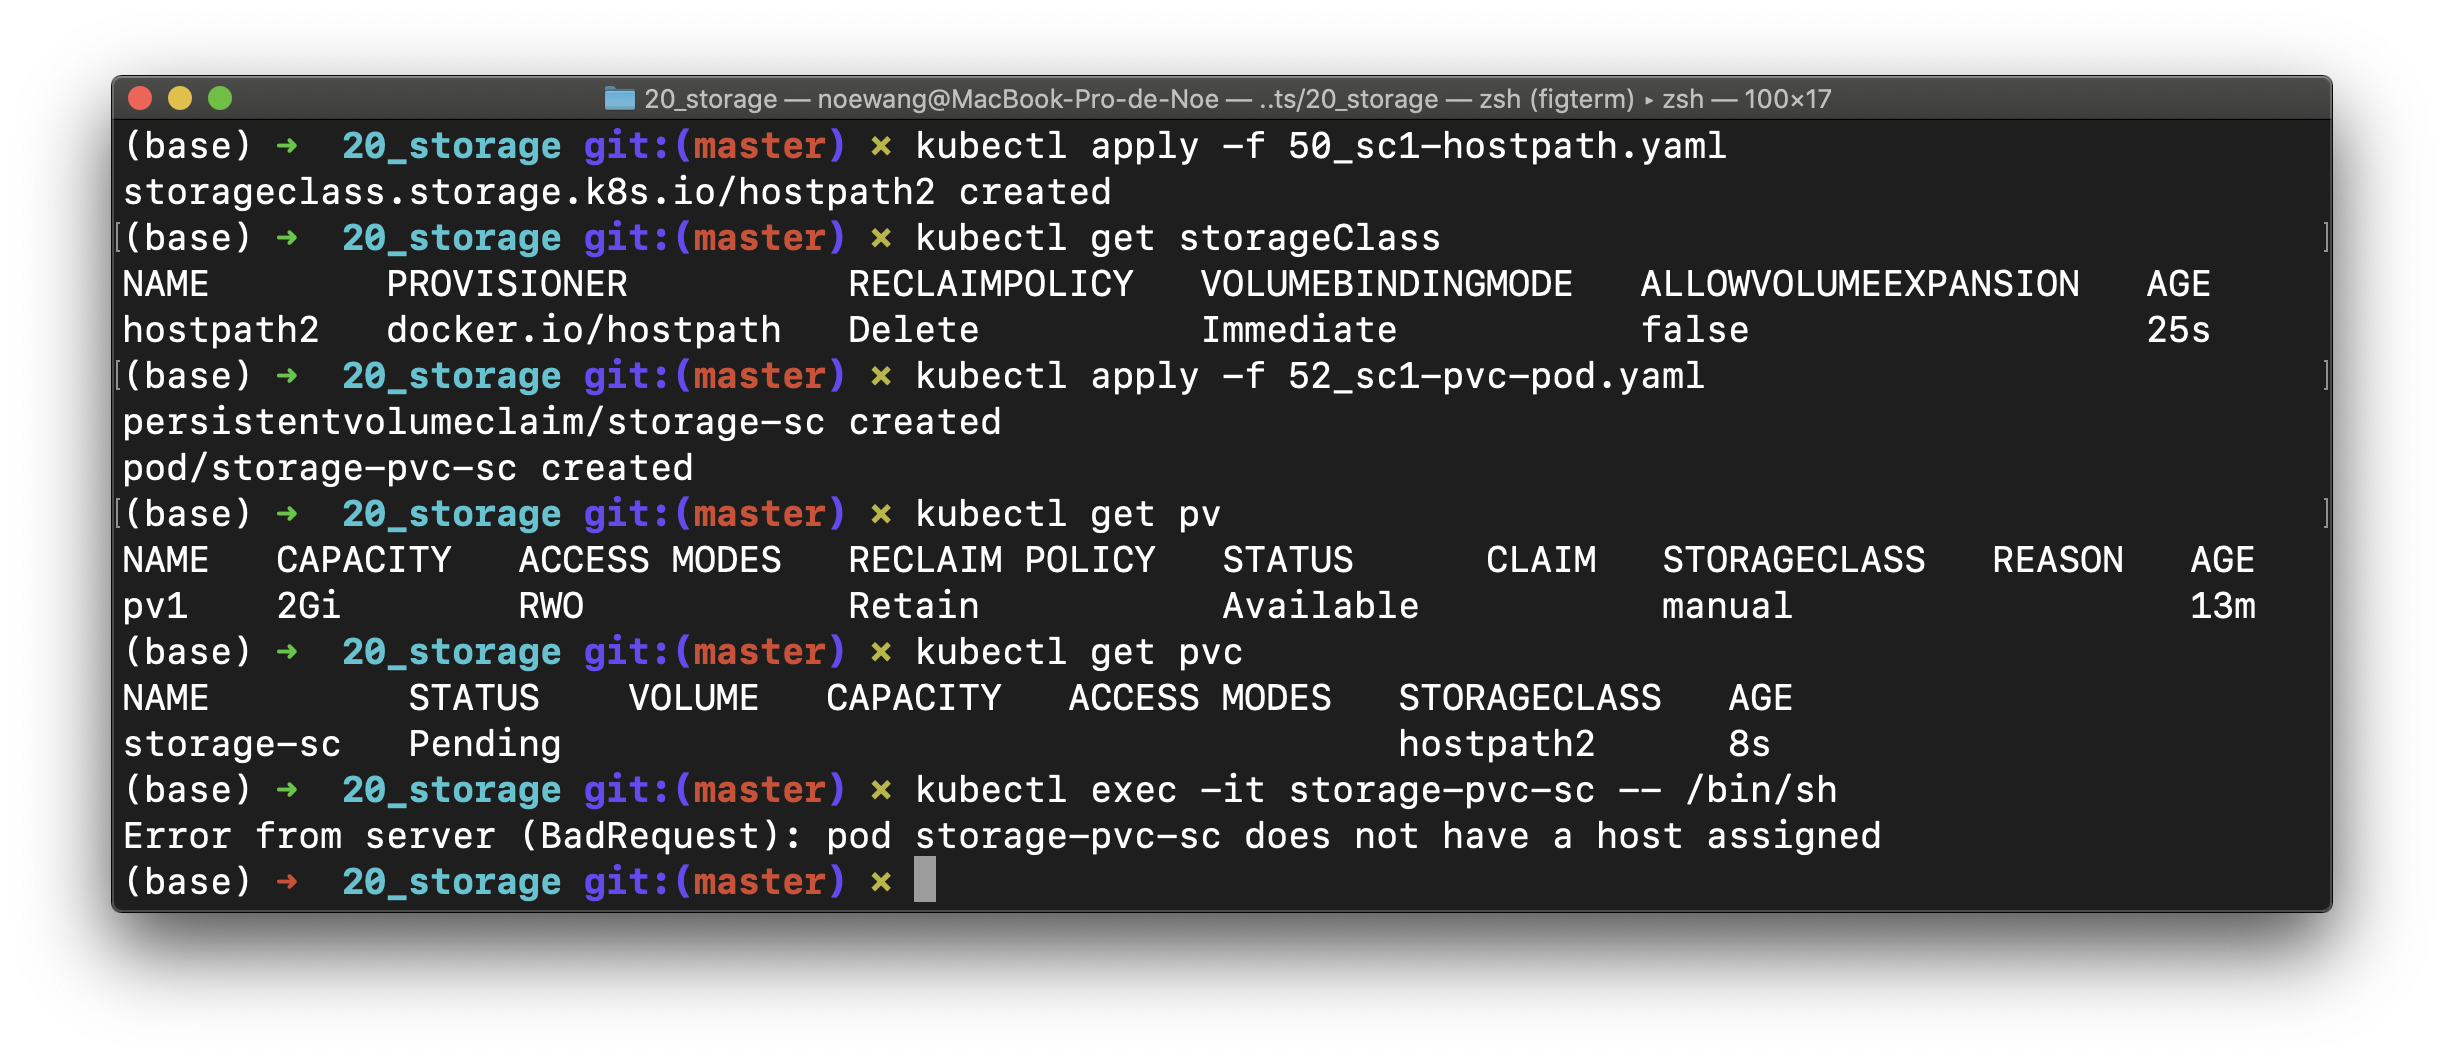 20_storage — noewang@MacBook-Pro-de-Noe — ..ts/20_storage — zsh (figterm) ▸ zsh — 100×17
(base) ➜  20_storage git:(master) ✗ kubectl apply -f 50_sc1-hostpath.yaml
storageclass.storage.k8s.io/hostpath2 created
[(base) ➜  20_storage git:(master) ✗ kubectl get storageClass ]
NAME        PROVISIONER          RECLAIMPOLICY   VOLUMEBINDINGMODE   ALLOWVOLUMEEXPANSION   AGE
hostpath2   docker.io/hostpath   Delete          Immediate           false                  25s
[(base) ➜  20_storage git:(master) ✗ kubectl apply -f 52_sc1-pvc-pod.yaml ]
persistentvolumeclaim/storage-sc created
pod/storage-pvc-sc created
[(base) ➜  20_storage git:(master) ✗ kubectl get pv ]
NAME   CAPACITY   ACCESS MODES   RECLAIM POLICY   STATUS      CLAIM   STORAGECLASS   REASON   AGE
pv1    2Gi        RWO            Retain           Available           manual                  13m
(base) ➜  20_storage git:(master) ✗ kubectl get pvc
NAME         STATUS    VOLUME   CAPACITY   ACCESS MODES   STORAGECLASS   AGE
storage-sc   Pending                                      hostpath2      8s
(base) ➜  20_storage git:(master) ✗ kubectl exec -it storage-pvc-sc -- /bin/sh
Error from server (BadRequest): pod storage-pvc-sc does not have a host assigned
(base) ➜  20_storage git:(master) ✗